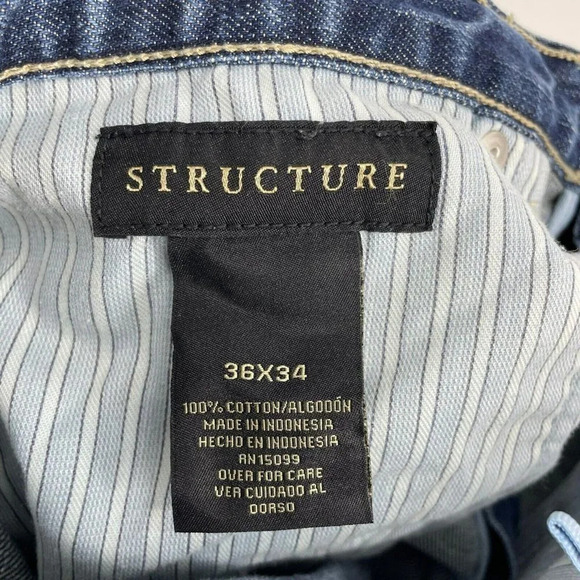 STRUCTURE
36X34
100% COTTON/ALGODÓN
MADE IN INDONESIA
HECHO EN INDONESIA
RN15099
OVER FOR CARE
VER CUIDADO AL
DORSO